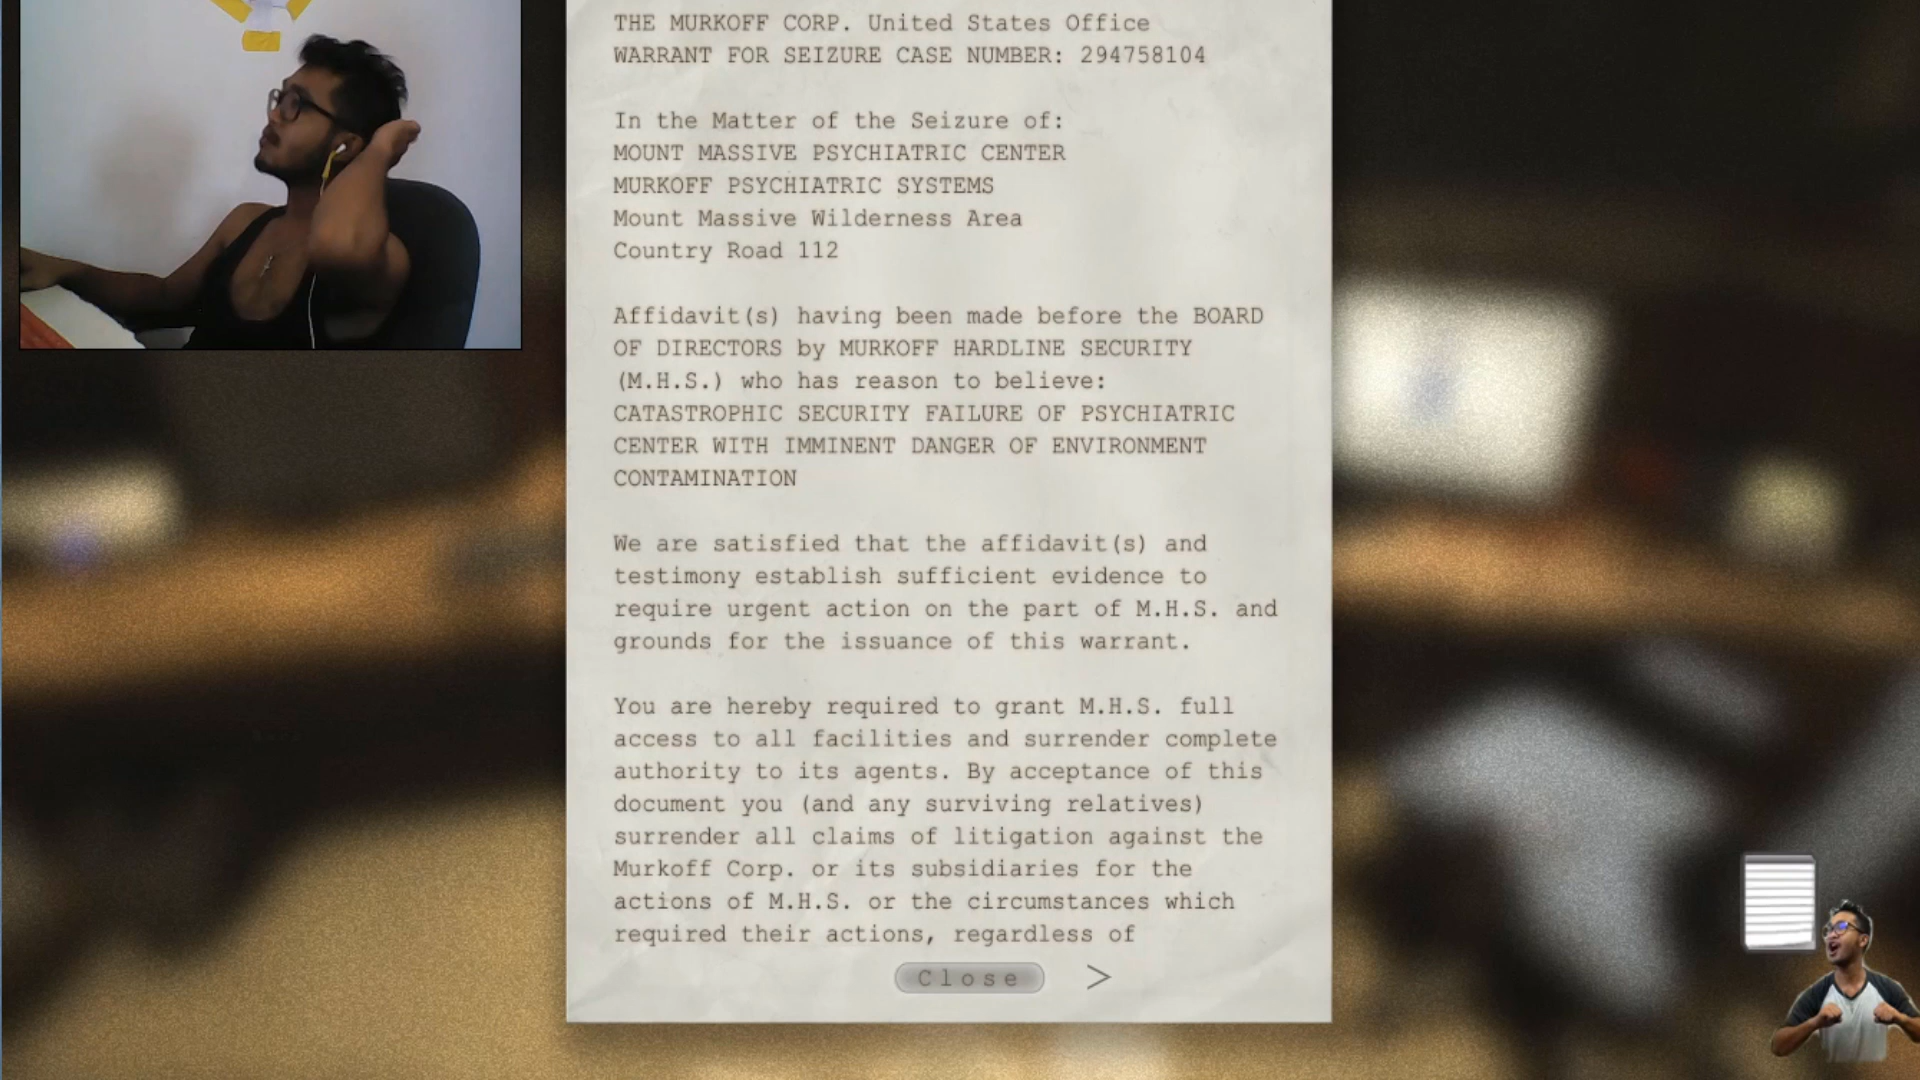 THE MURKOFF CORP. United States Office
WARRANT FOR SEIZURE CASE NUMBER: 294758104
In the Matter of the Seizure of:
MOUNT MASSIVE PSYCHIATRIC CENTER
MURKOFF PSYCHIATRIC SYSTEMS
Mount Massive Wilderness Area
Country Road 112
Affidavit(s) having been made before the BOARD
OF DIRECTORS by MURKOFF HARDLINE SECURITY
(M.H.S.) who has reason to believe:
CATASTROPHIC SECURITY FAILURE OF PSYCHIATRIC
CENTER WITH IMMINENT DANGER OF ENVIRONMENT
CONTAMINATION
We are satisfied that the affidavit(s) and
testimony establish sufficient evidence to
require urgent action on the part of M.H.S. and
grounds for the issuance of this warrant.
You are hereby required to grant M.H.S. full
access to all facilities and surrender complete
authority to its agents. By acceptance of this
document you (and any surviving relatives)
surrender all claims of litigation against the
Murkoff Corp. or its subsidiaries for the
actions of M.H.S. or the circumstances which
required their actions, regardless of
Close >